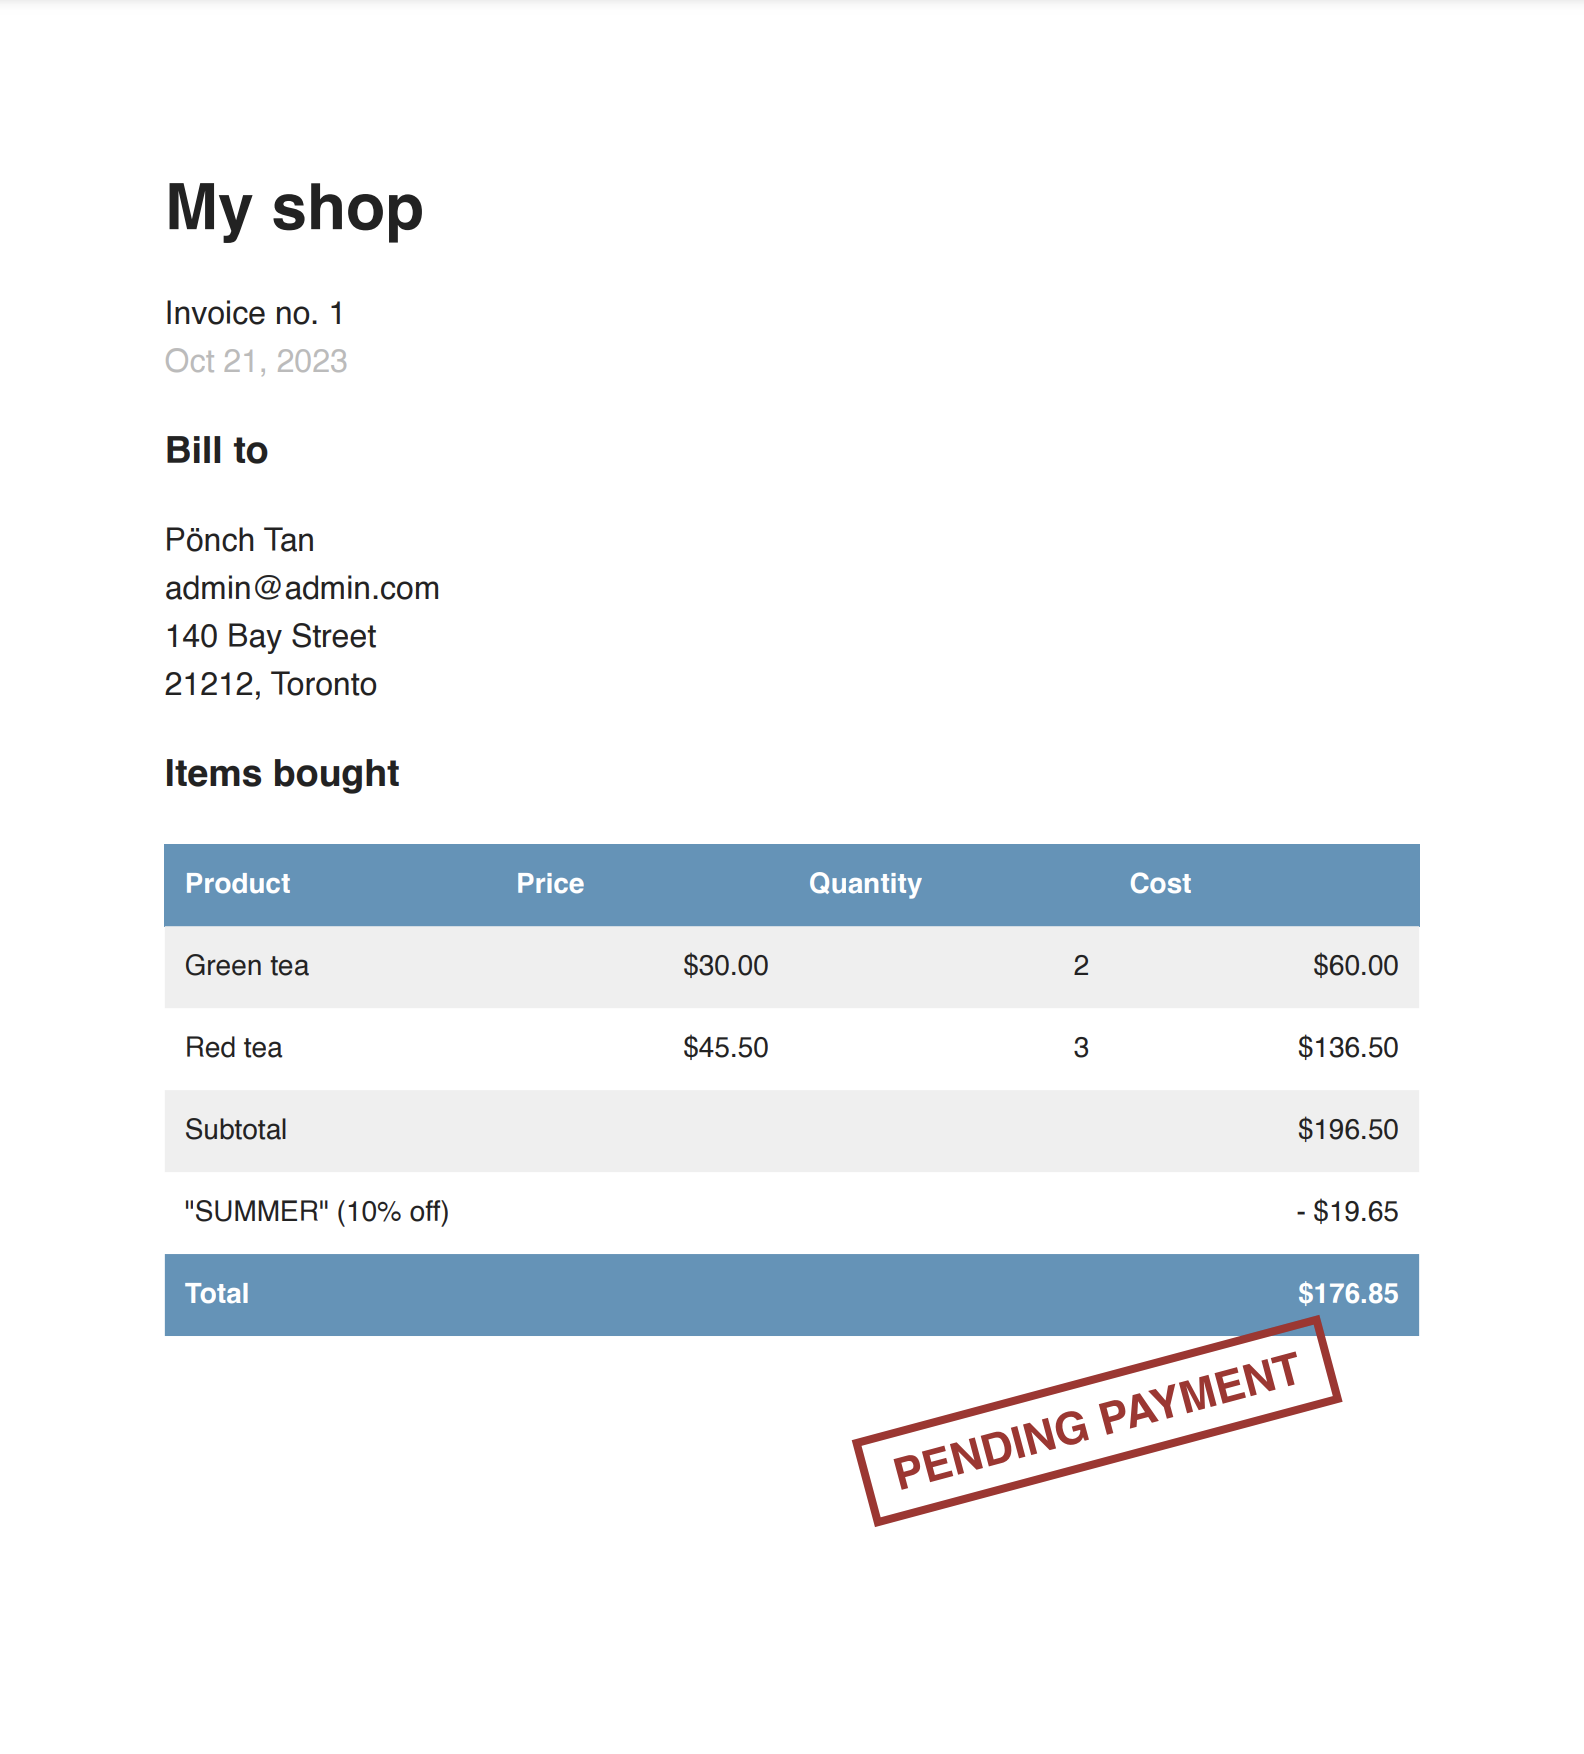 My shop
Invoice no. 1
Oct 21, 2023
Bill to
Pönch Tan
admin@admin.com
140 Bay Street
21212, Toronto
Items bought
Product Price Quantity Cost
Green tea $30.00 2 $60.00
Red tea $45.50 3 $136.50
Subtotal $196.50
"SUMMER" (10% off) - $19.65
Total $176.85
PENDING PAYMENT